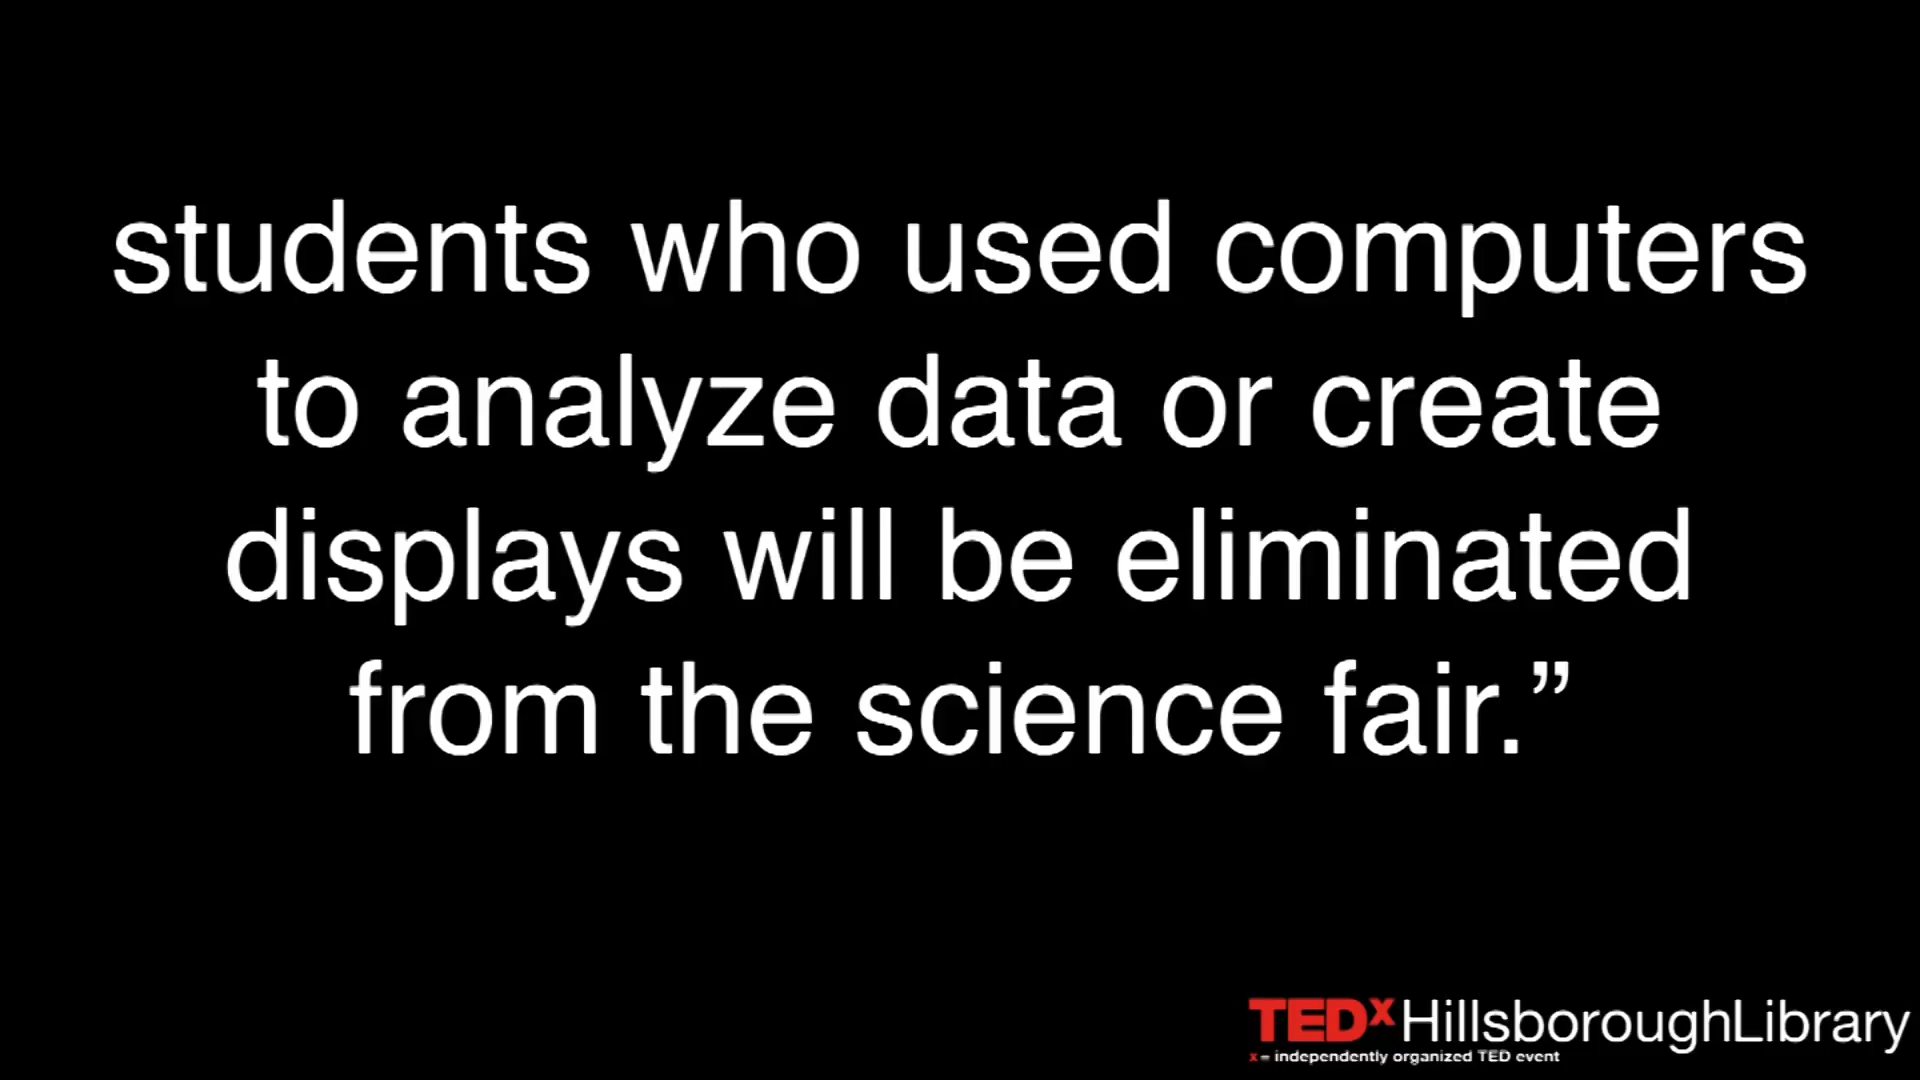 students who used computers
to analyze data or create
displays will be eliminated
from the science fair.”
TEDxHillsboroughLibrary
x = independently organized TED event